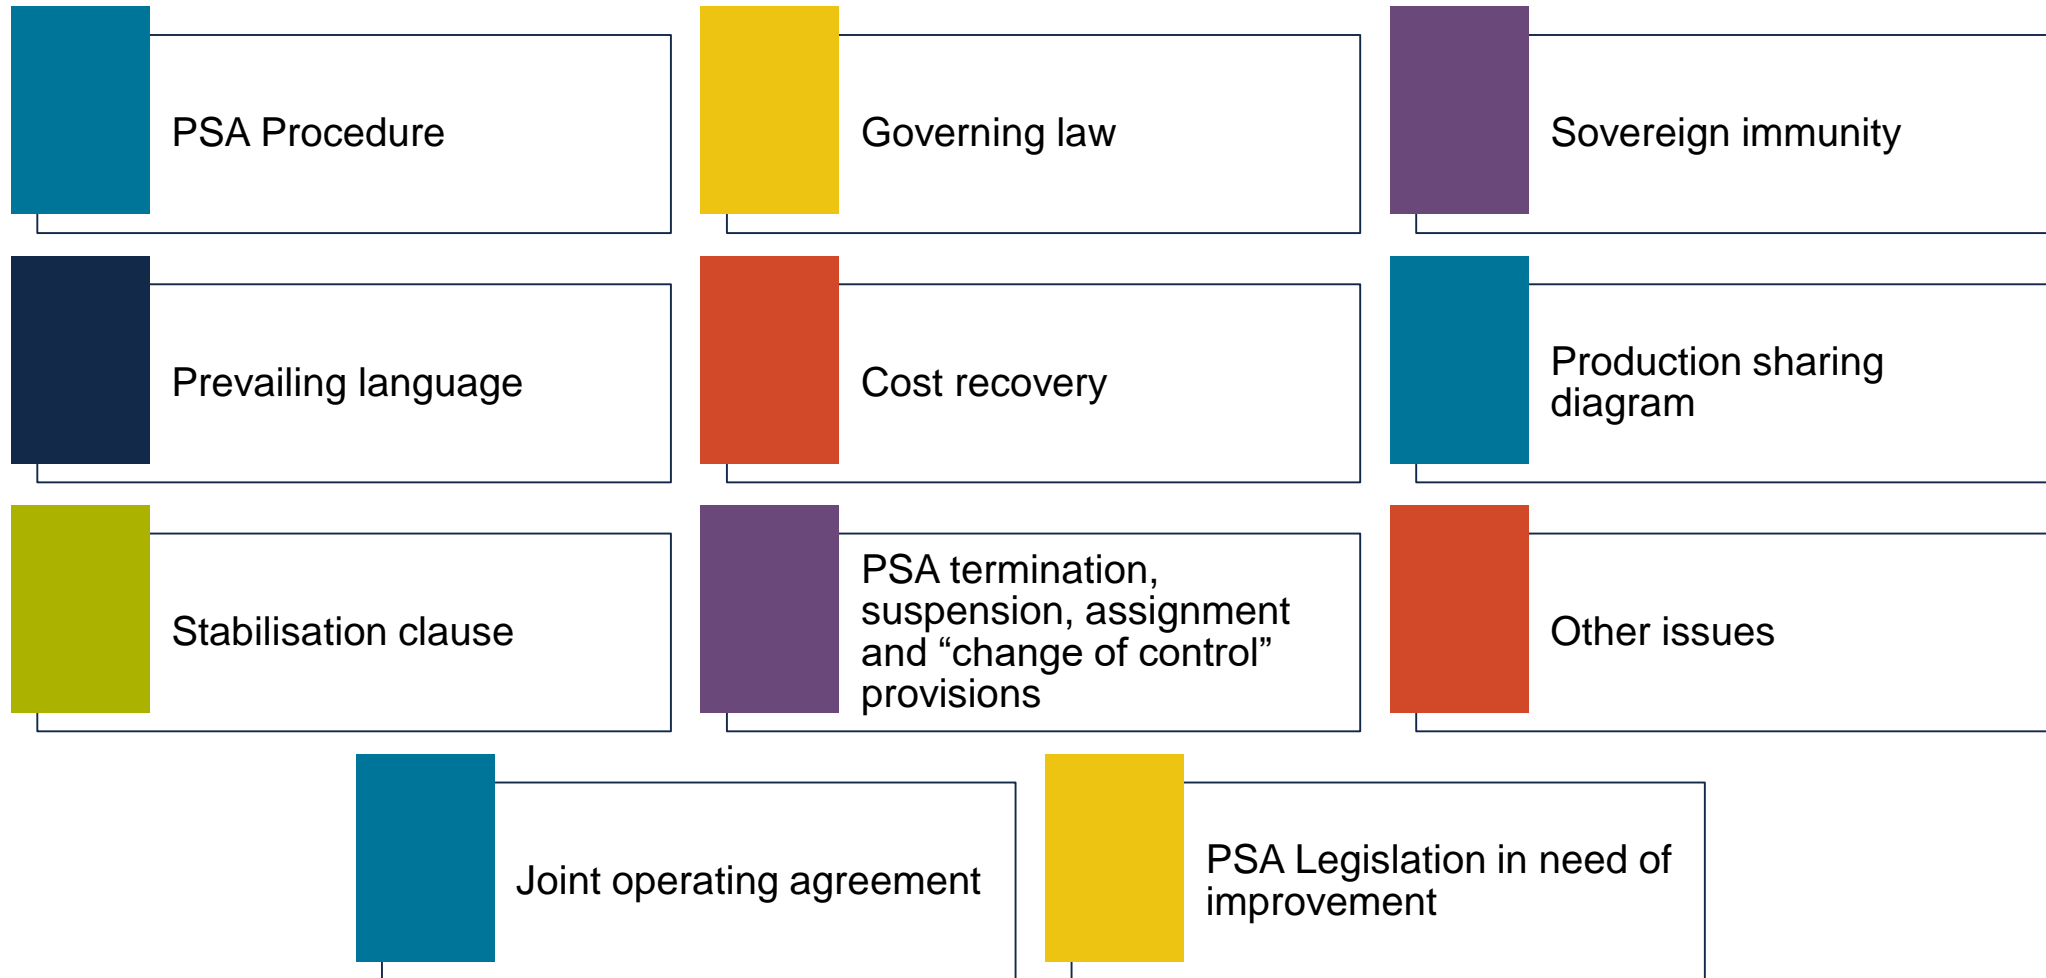 PSA Procedure
Governing law
Sovereign immunity
Prevailing language
Cost recovery
Production sharing
diagram
Stabilisation clause
PSA termination,
suspension, assignment
and “change of control”
provisions
Other issues
Joint operating agreement
PSA Legislation in need of
improvement